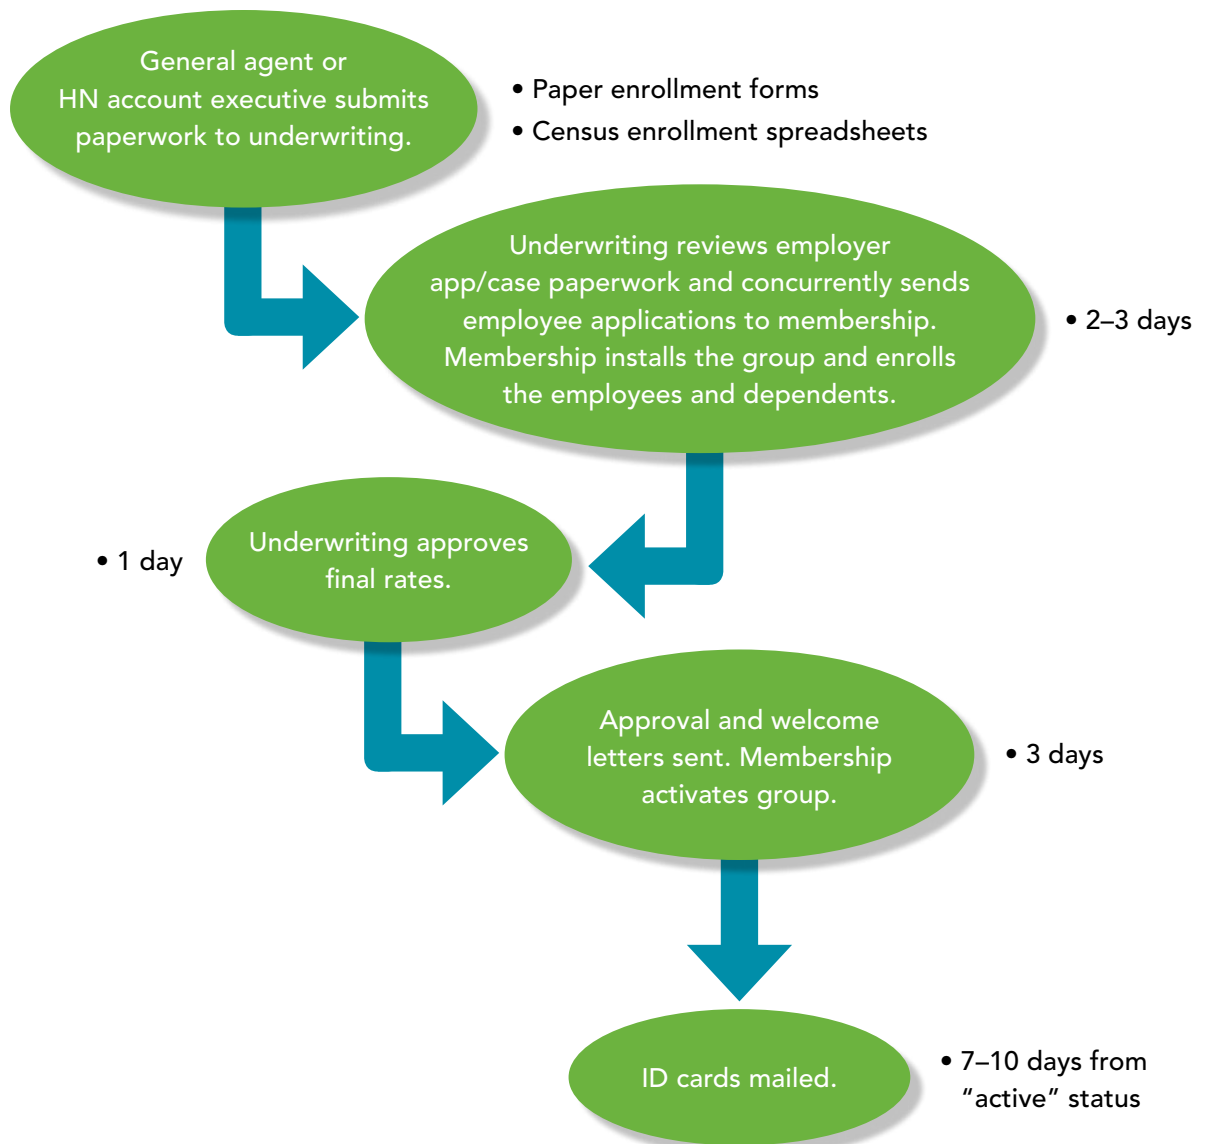 General agent or
HN account executive submits
paperwork to underwriting.
• Paper enrollment forms
• Census enrollment spreadsheets
Underwriting reviews employer
app/case paperwork and concurrently sends
employee applications to membership.
Membership installs the group and enrolls
the employees and dependents.
• 2–3 days
• 1 day
Underwriting approves
final rates.
Approval and welcome
letters sent. Membership
activates group.
• 3 days
ID cards mailed.
• 7–10 days from
“active” status